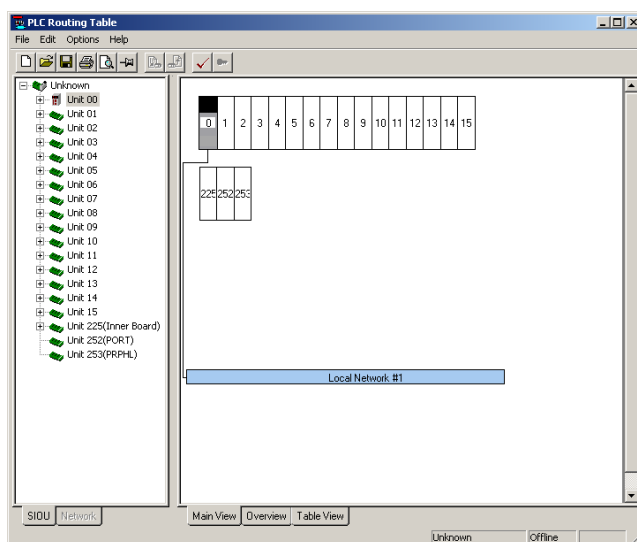 PLC Routing Table
File Edit Options Help
Unknown
Unit 00
Unit 01
Unit 02
Unit 03
Unit 04
Unit 05
Unit 06
Unit 07
Unit 08
Unit 09
Unit 10
Unit 11
Unit 12
Unit 13
Unit 14
Unit 15
Unit 225(Inner Board)
Unit 252(PORT)
Unit 253(PRPHL)
0 1 2 3 4 5 6 7 8 9 10 11 12 13 14 15
225 252 253
Local Network #1
SIOU Network
Main View Overview Table View
Unknown Offline